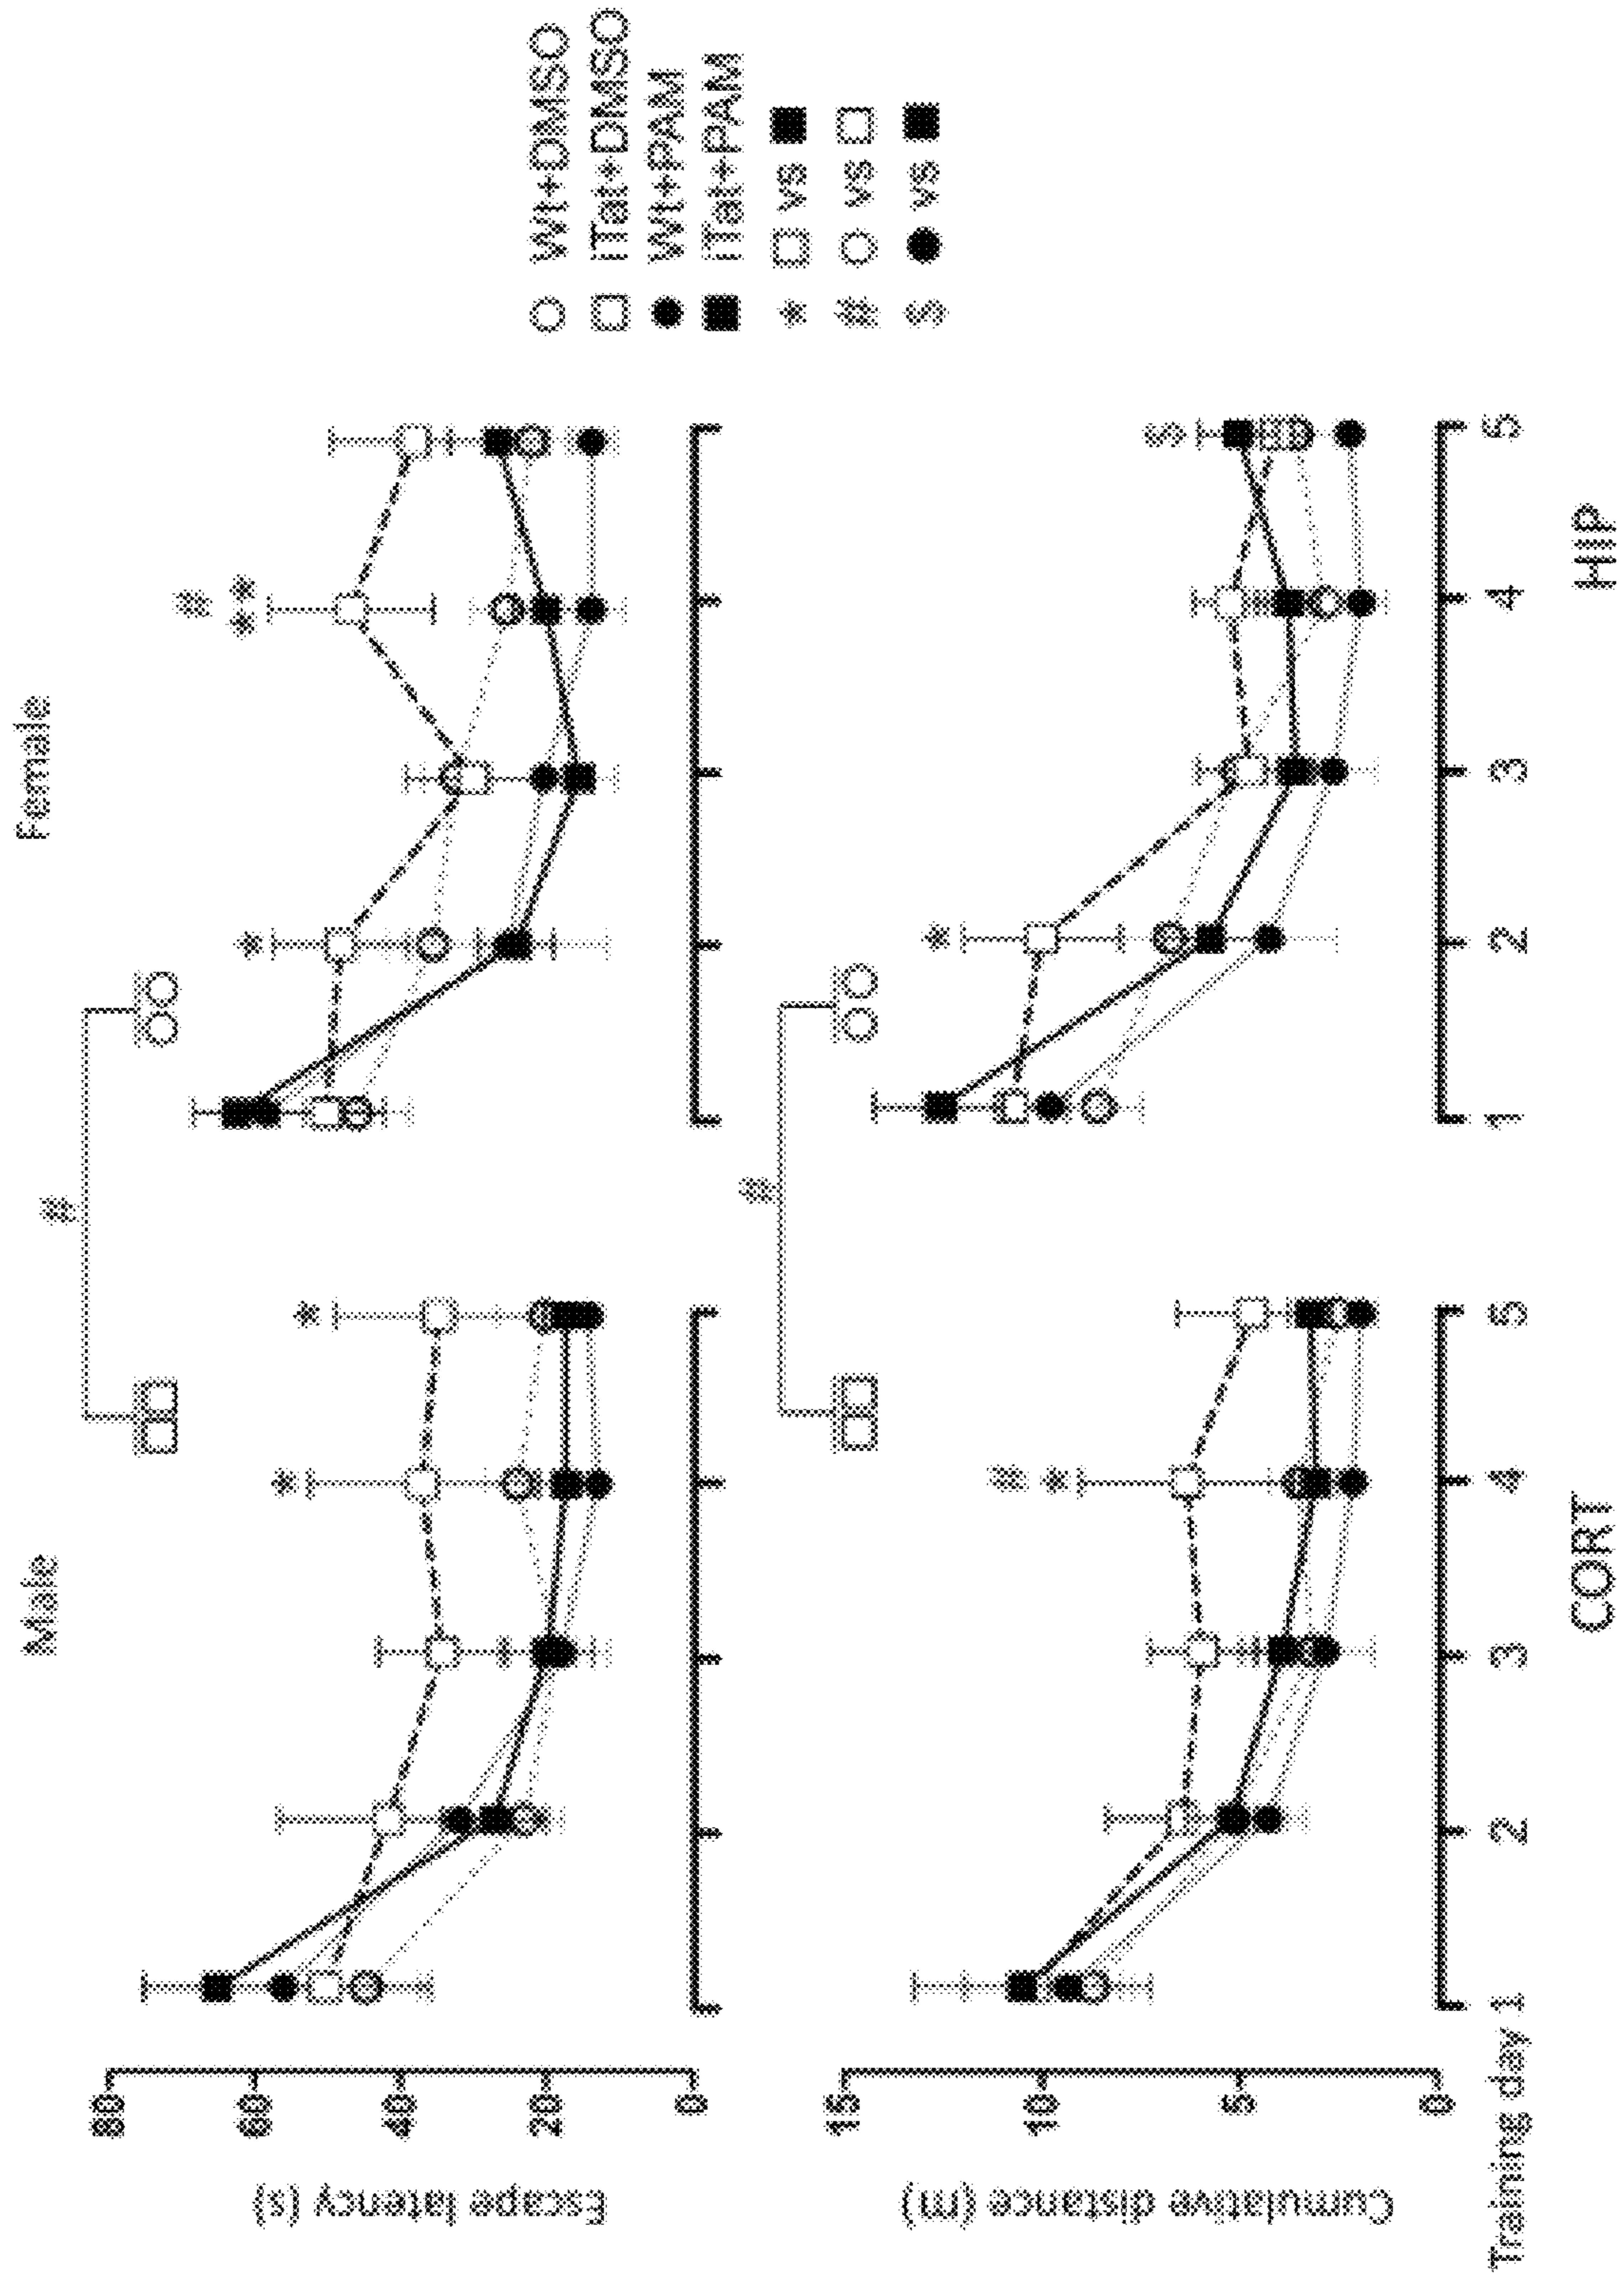 Male
Female
#
80
60
40
20
0
Escape latency (s)
*
*
*
#
**
#
15
10
5
0
Cumulative distance (m)
#
*
*
$
Training day 1 2 3 4 5
1 2 3 4 5
CORT
HIP
Wt+DMSO
iTat+DMSO
Wt+PAM
iTat+PAM
* vs
# vs
$ vs